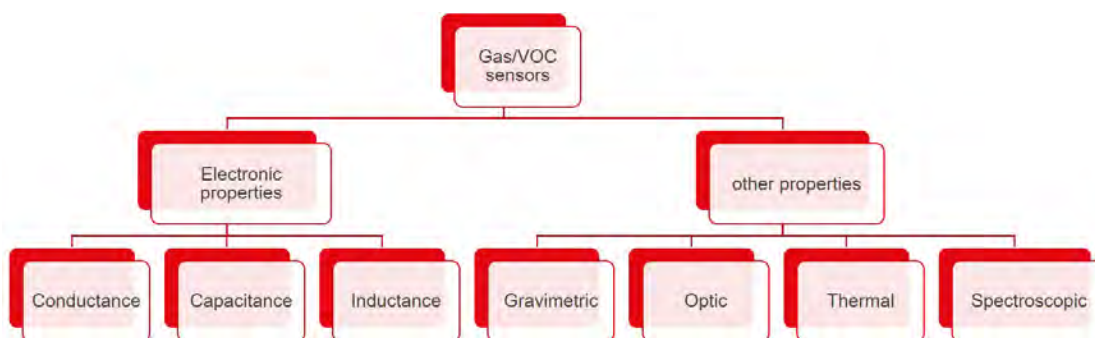 Gas/VOC
sensors
Electronic
properties
other properties
Conductance
Capacitance
Inductance
Gravimetric
Optic
Thermal
Spectroscopic